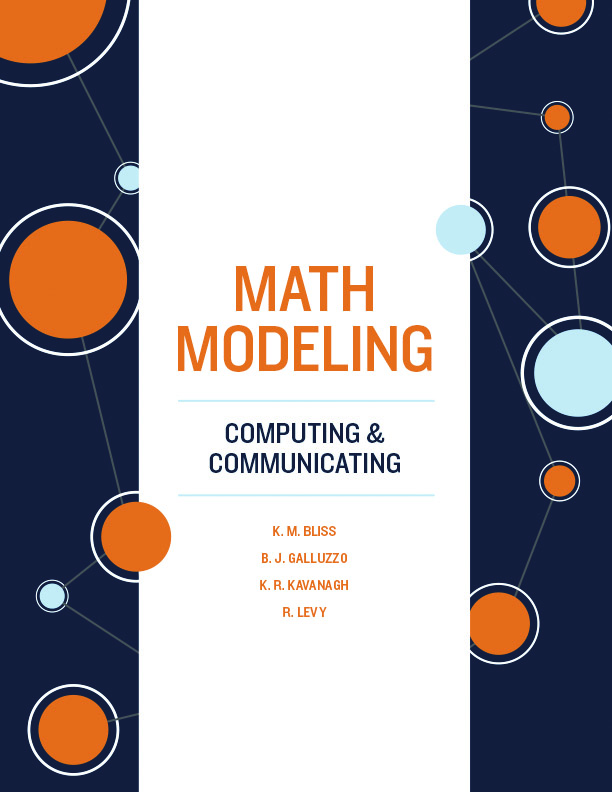 MATH
MODELING
COMPUTING &
COMMUNICATING
K. M. BLISS
B. J. GALLUZZO
K. R. KAVANAGH
R. LEVY